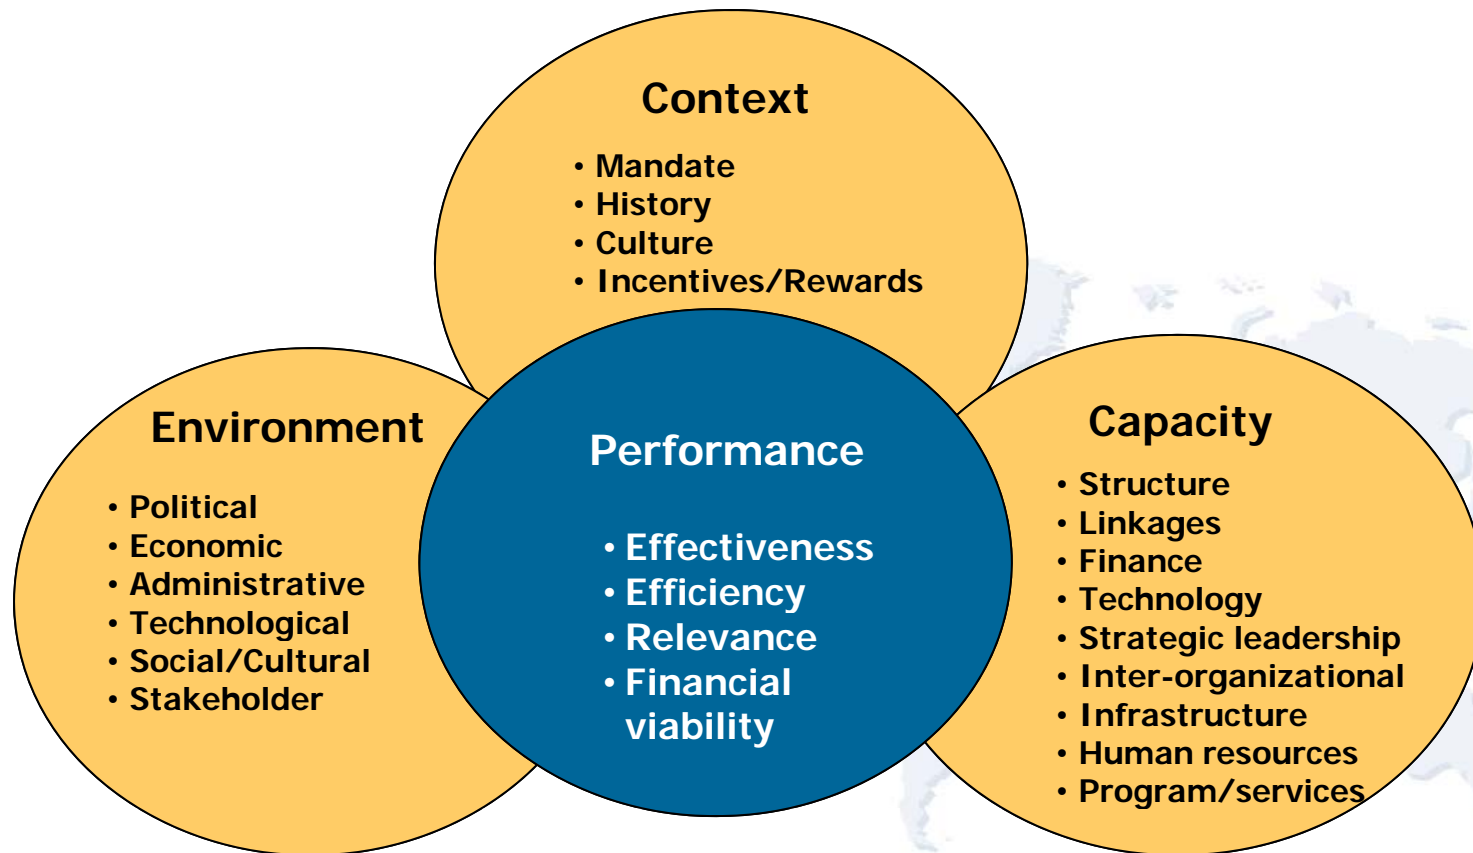 Context
• Mandate
• History
• Culture
• Incentives/Rewards
Environment
• Political
• Economic
• Administrative
• Technological
• Social/Cultural
• Stakeholder
Performance
• Effectiveness
• Efficiency
• Relevance
• Financial
viability
Capacity
• Structure
• Linkages
• Finance
• Technology
• Strategic leadership
• Inter-organizational
• Infrastructure
• Human resources
• Program/services